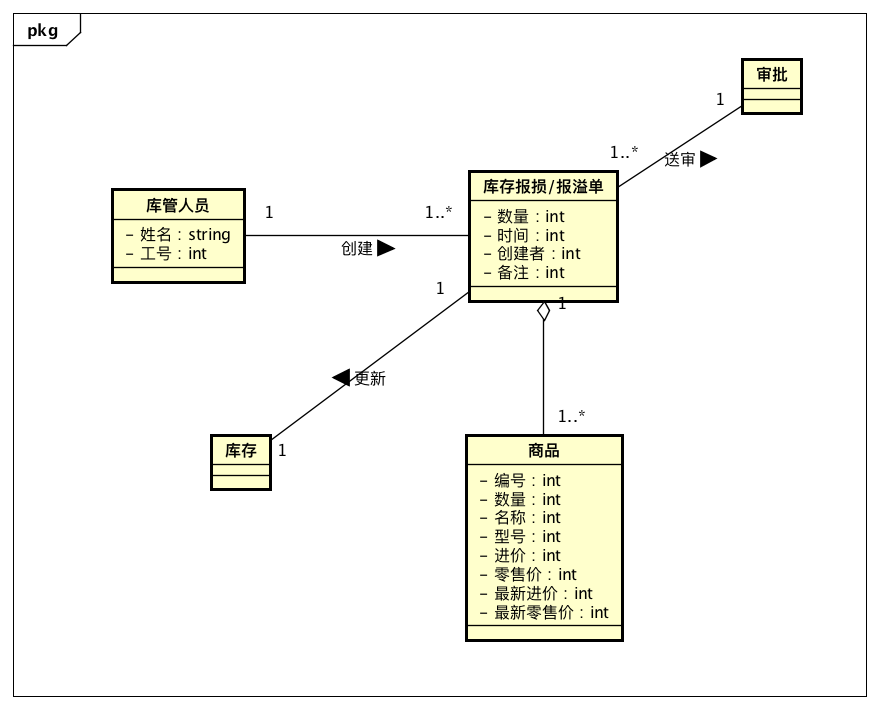 pkg
审批
1
1..*
送审
库管人员
- 姓名 : string
- 工号 : int
1
1..*
创建
库存报损/报溢单
- 数量 : int
- 时间 : int
- 创建者 : int
- 备注 : int
1
1
更新
库存
1
1..*
商品
- 编号 : int
- 数量 : int
- 名称 : int
- 型号 : int
- 进价 : int
- 零售价 : int
- 最新进价 : int
- 最新零售价 : int